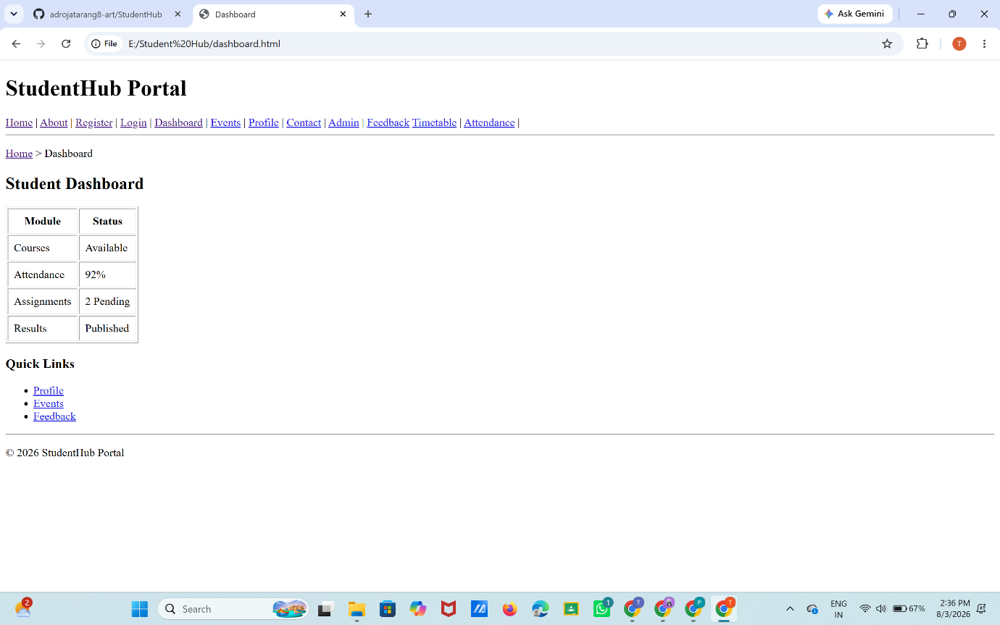 adrojatarang8-art/StudentHub
Dashboard
Ask Gemini
File
E:/Student%20Hub/dashboard.html
T
StudentHub Portal
Home | About | Register | Login | Dashboard | Events | Profile | Contact | Admin | Feedback Timetable | Attendance |
Home > Dashboard
Student Dashboard
Module Status
Courses Available
Attendance 92%
Assignments 2 Pending
Results Published
Quick Links
Profile
Events
Feedback
© 2026 StudentHub Portal
2
Search
1
T
a
P
T
ENG
IN
67%
2:36 PM
8/3/2026